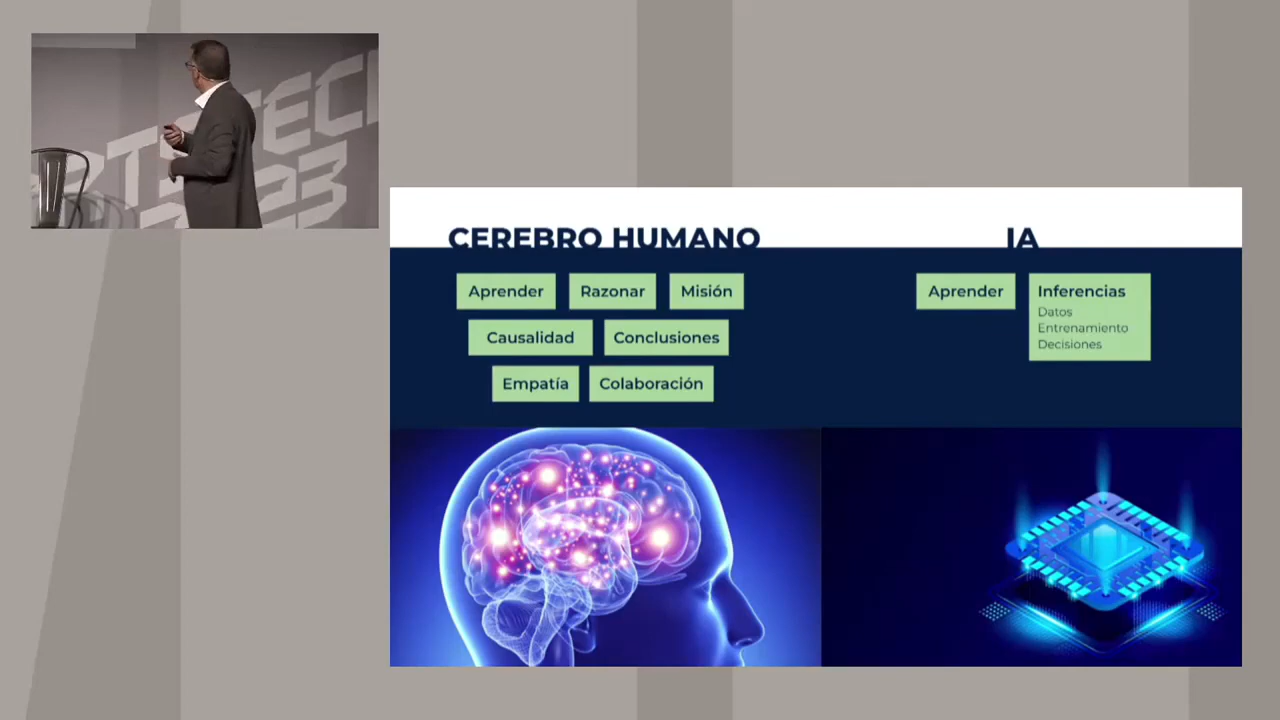 CEREBRO HUMANO
IA
Aprender
Razonar
Misión
Causalidad
Conclusiones
Empatía
Colaboración
Aprender
Inferencias
Datos
Entrenamiento
Decisiones